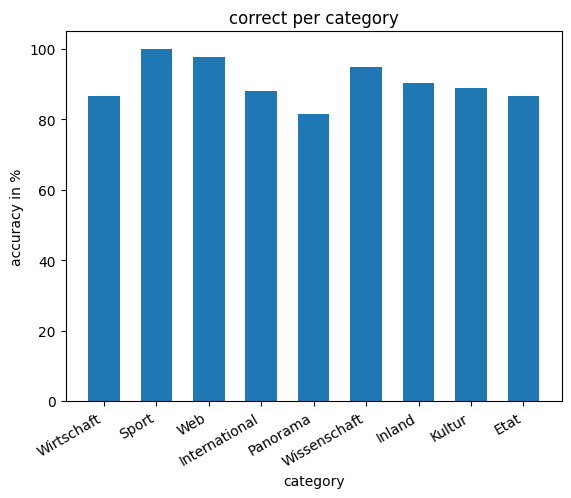 correct per category
accuracy in %
100
80
60
40
20
0
Wirtschaft
Sport
Web
International
Panorama
Wissenschaft
Inland
Kultur
Etat
category